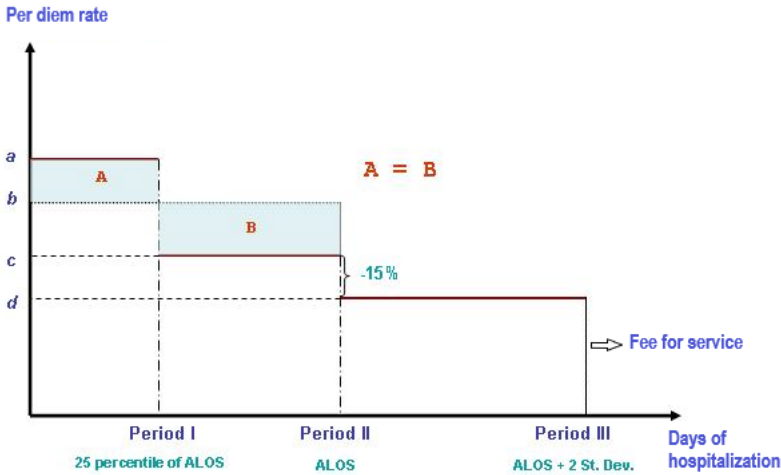 Per diem rate
a
A
A = B
b
B
c
-15%
d
Fee for service
Period I
Period II
Period III
Days of
hospitalization
25 percentile of ALOS
ALOS
ALOS + 2 St. Dev.